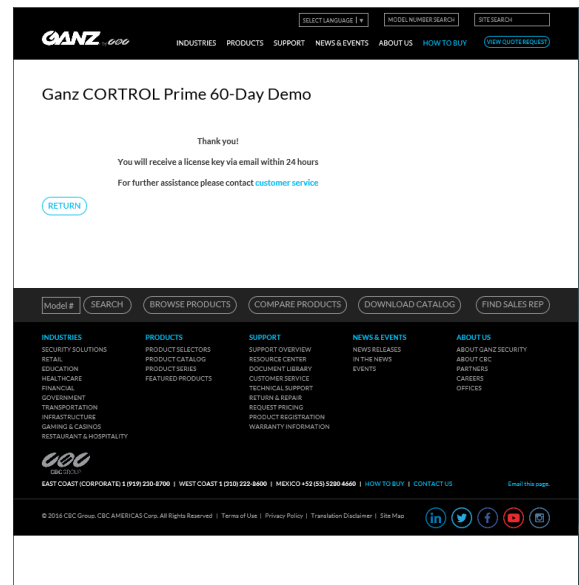 SELECT LANGUAGE | ▼ MODEL NUMBER SEARCH SITE SEARCH
GANZ by CBC
INDUSTRIES PRODUCTS SUPPORT NEWS & EVENTS ABOUT US HOW TO BUY VIEW QUOTE REQUEST
Ganz CORTROL Prime 60-Day Demo
Thank you!
You will receive a license key via email within 24 hours
For further assistance please contact customer service
RETURN
Model # SEARCH BROWSE PRODUCTS COMPARE PRODUCTS DOWNLOAD CATALOG FIND SALES REP
INDUSTRIES
SECURITY SOLUTIONS
RETAIL
EDUCATION
HEALTHCARE
FINANCIAL
GOVERNMENT
TRANSPORTATION
INFRASTRUCTURE
GAMING & CASINOS
RESTAURANT & HOSPITALITY
PRODUCTS
PRODUCT SELECTORS
PRODUCT CATALOG
PRODUCT SERIES
FEATURED PRODUCTS
SUPPORT
SUPPORT OVERVIEW
RESOURCE CENTER
DOCUMENT LIBRARY
CUSTOMER SERVICE
TECHNICAL SUPPORT
RETURN & REPAIR
REQUEST PRICING
PRODUCT REGISTRATION
WARRANTY INFORMATION
NEWS & EVENTS
NEWS RELEASES
IN THE NEWS
EVENTS
ABOUT US
ABOUT GANZ SECURITY
ABOUT CBC
PARTNERS
CAREERS
OFFICES
CBC
CBC GROUP
EAST COAST (CORPORATE) 1 (919) 230-8700 | WEST COAST 1 (310) 222-8600 | MEXICO +52 (55) 5280 4660 | HOW TO BUY | CONTACT US Email this page.
© 2016 CBC Group. CBC AMERICAS Corp. All Rights Reserved | Terms of Use | Privacy Policy | Translation Disclaimer | Site Map